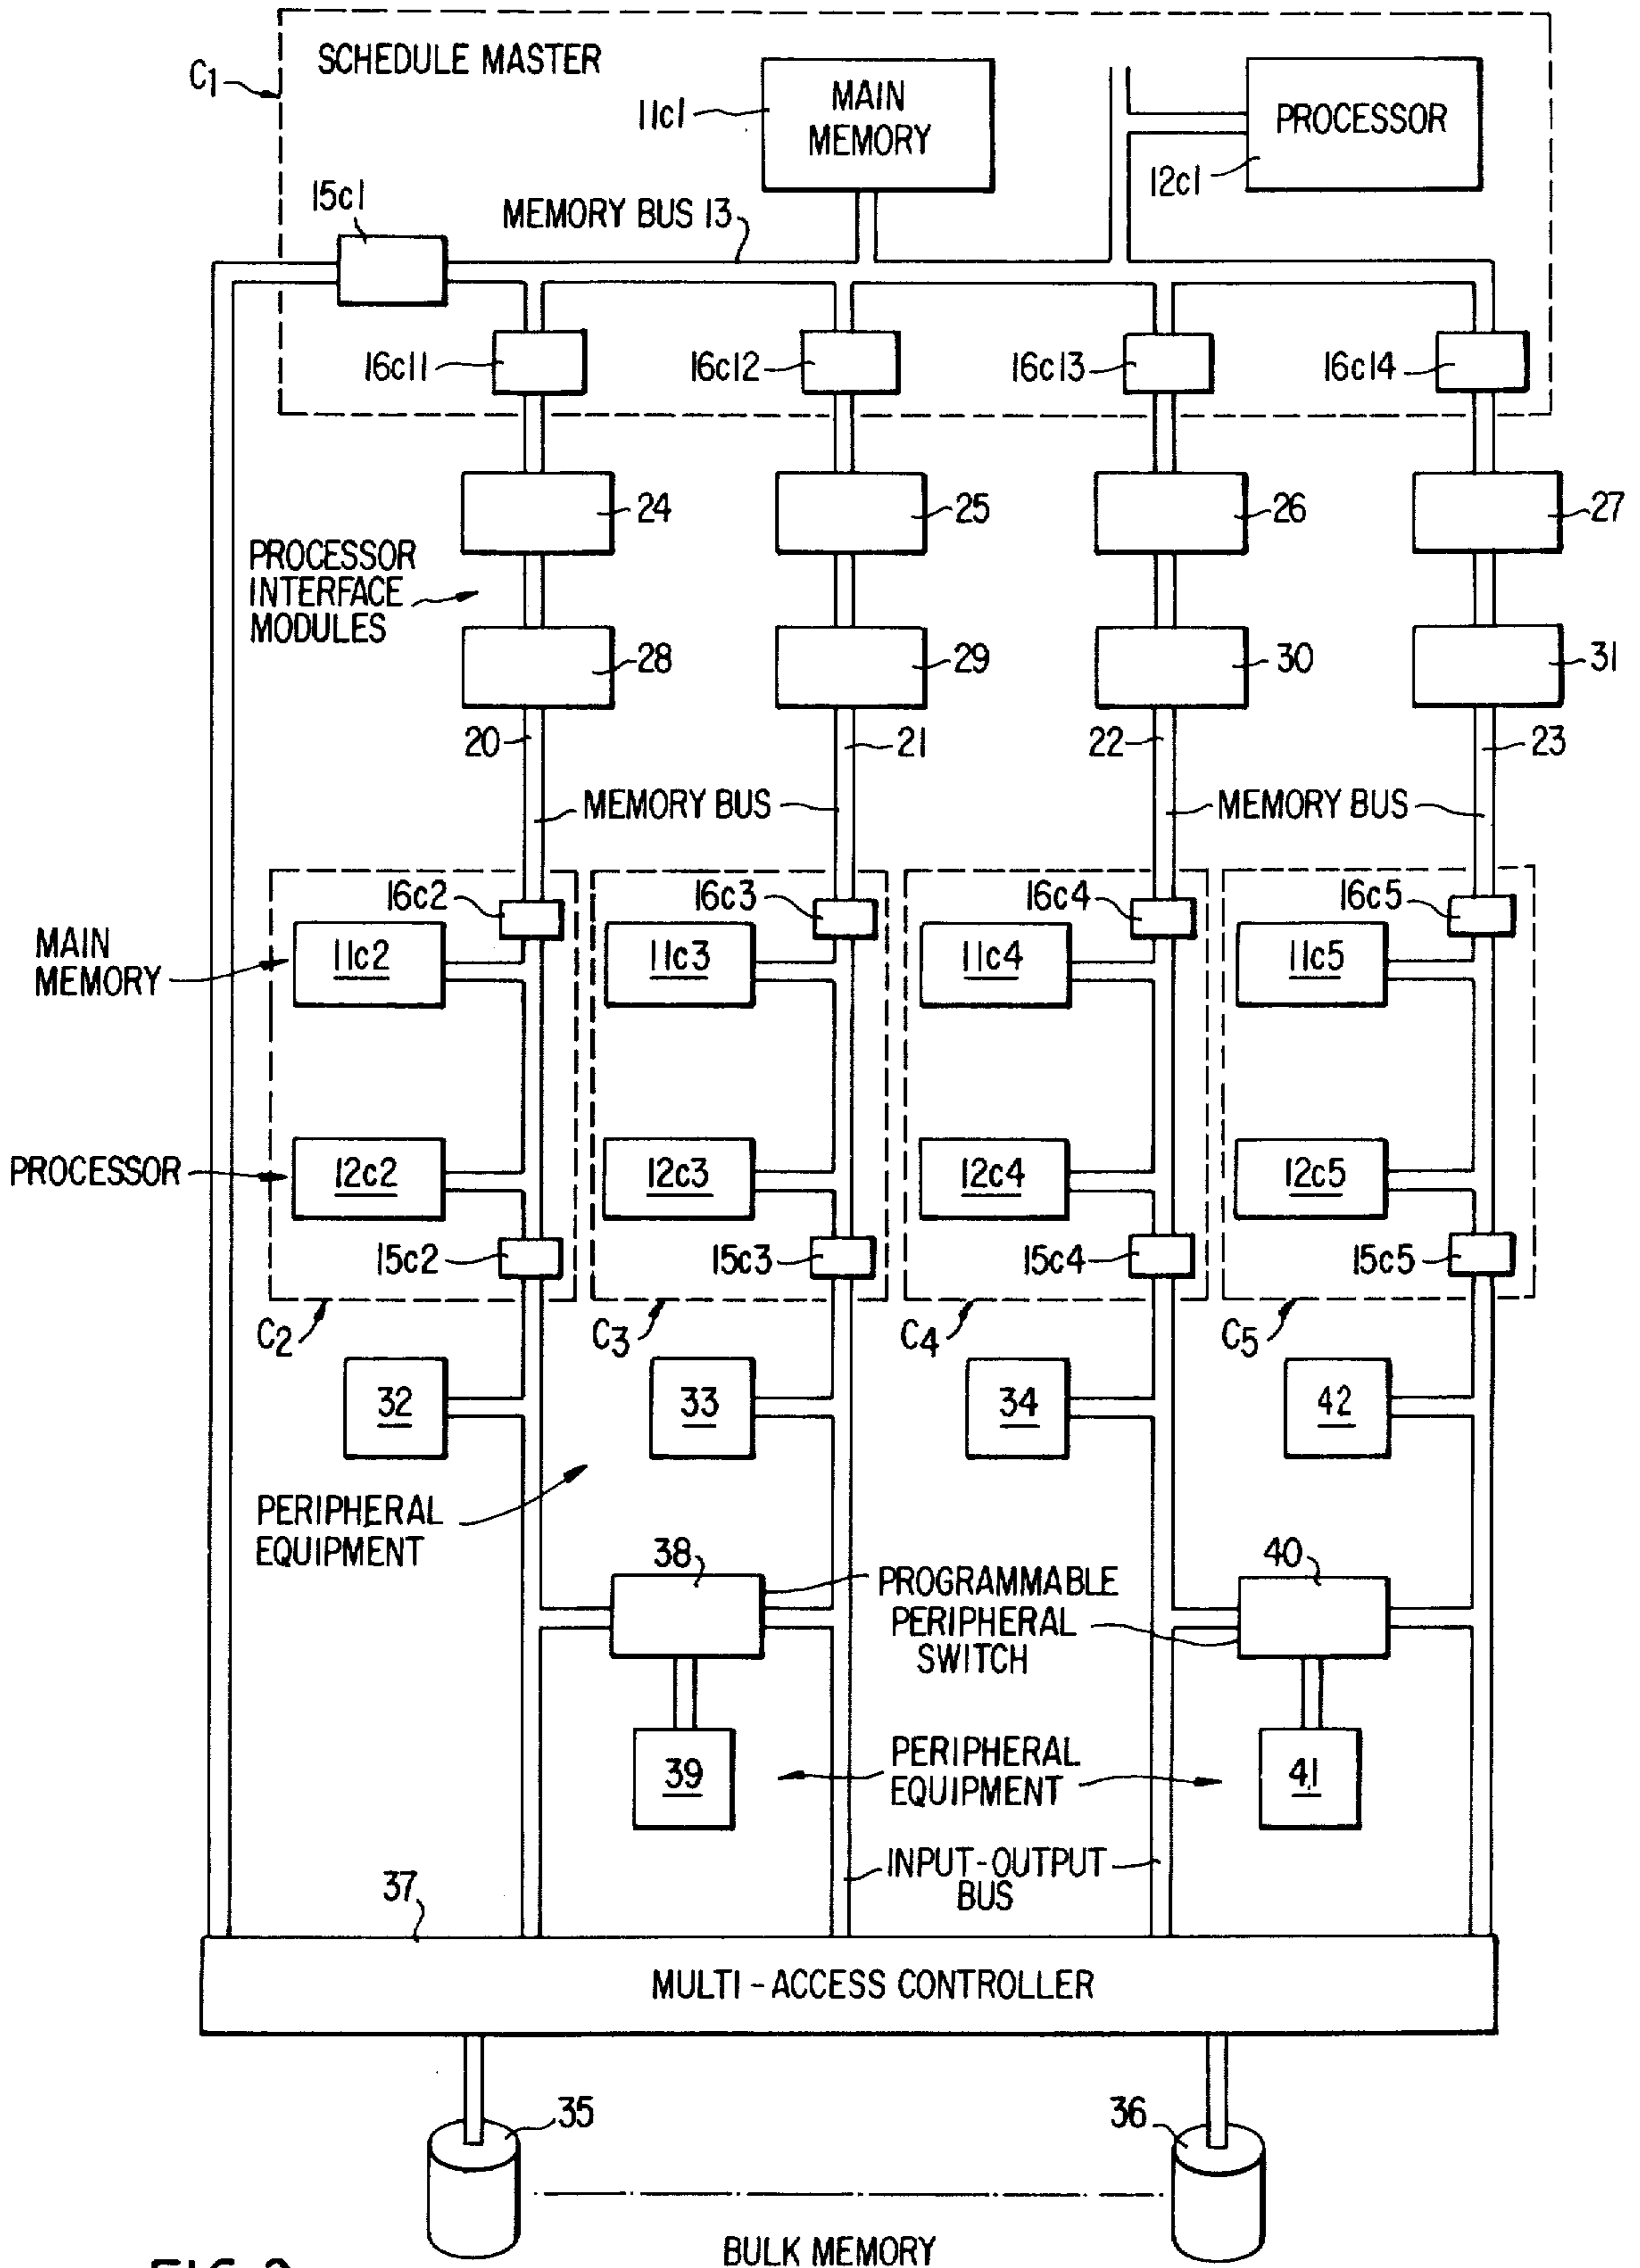 SCHEDULE MASTER
C1
11c1
MAIN
MEMORY
PROCESSOR
12c1
15c1
MEMORY BUS 13
16c11
16c12
16c13
16c14
24
25
26
27
PROCESSOR
INTERFACE
MODULES
28
29
30
31
20
21
22
23
MEMORY BUS
MEMORY BUS
16c2
16c3
16c4
16c5
MAIN
MEMORY
11c2
11c3
11c4
11c5
PROCESSOR
12c2
12c3
12c4
12c5
15c2
15c3
15c4
15c5
C2
C3
C4
C5
32
33
34
42
PERIPHERAL
EQUIPMENT
38
PROGRAMMABLE
PERIPHERAL
SWITCH
40
39
PERIPHERAL
EQUIPMENT
41
INPUT-OUTPUT
BUS
37
MULTI-ACCESS CONTROLLER
35
36
BULK MEMORY